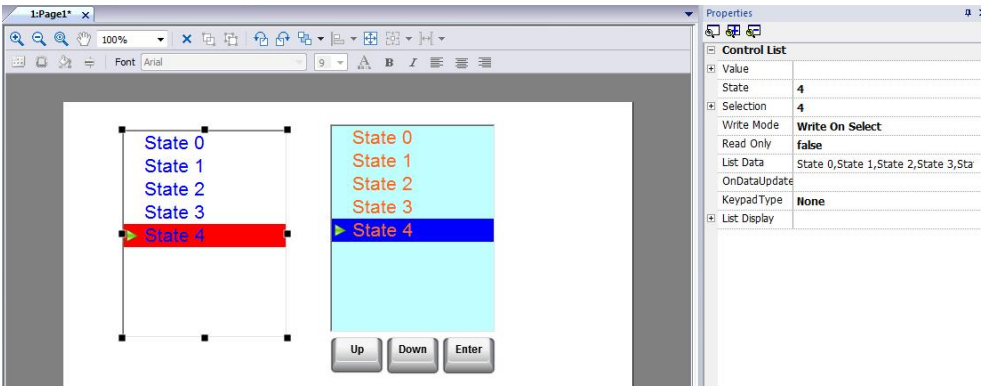 1:Page1* x
Properties
100%
Font Arial 9 A B I
Control List
Value
State 4
Selection 4
Write Mode Write On Select
Read Only false
List Data State 0,State 1,State 2,State 3,Sta
OnDataUpdate
KeypadType None
List Display
State 0
State 1
State 2
State 3
State 4
State 0
State 1
State 2
State 3
State 4
Up Down Enter